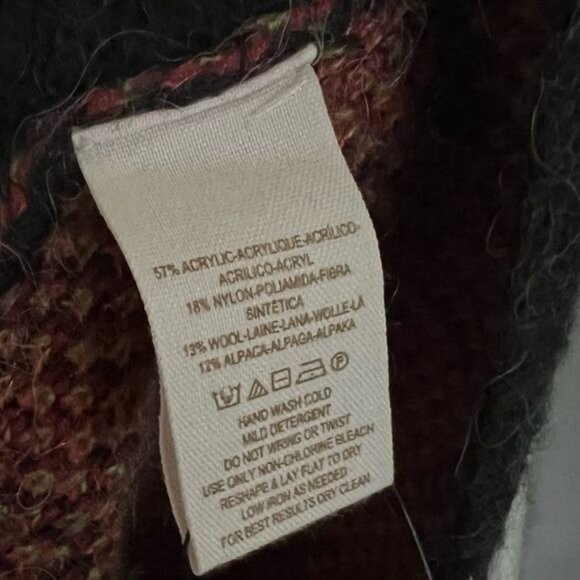 57% ACRYLIC-ACRYLIQUE-ACRÍLICO-
ACRILICO-ACRYL
18% NYLON-POLIAMIDA-FIBRA
SINTÉTICA
13% WOOL-LAINE-LANA-WOLLE-LÃ
12% ALPACA-ALPAGA-ALPAKA
P
HAND WASH COLD
MILD DETERGENT
DO NOT WRING OR TWIST
USE ONLY NON-CHLORINE BLEACH
RESHAPE & LAY FLAT TO DRY
LOW IRON AS NEEDED
FOR BEST RESULTS DRY CLEAN